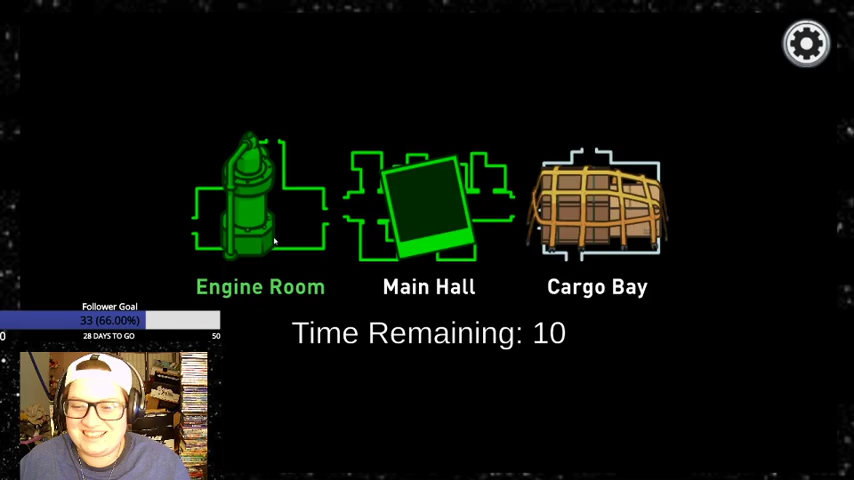 Engine Room
Main Hall
Cargo Bay
Time Remaining: 10
Follower Goal
33 (66.00%)
0
28 DAYS TO GO
50